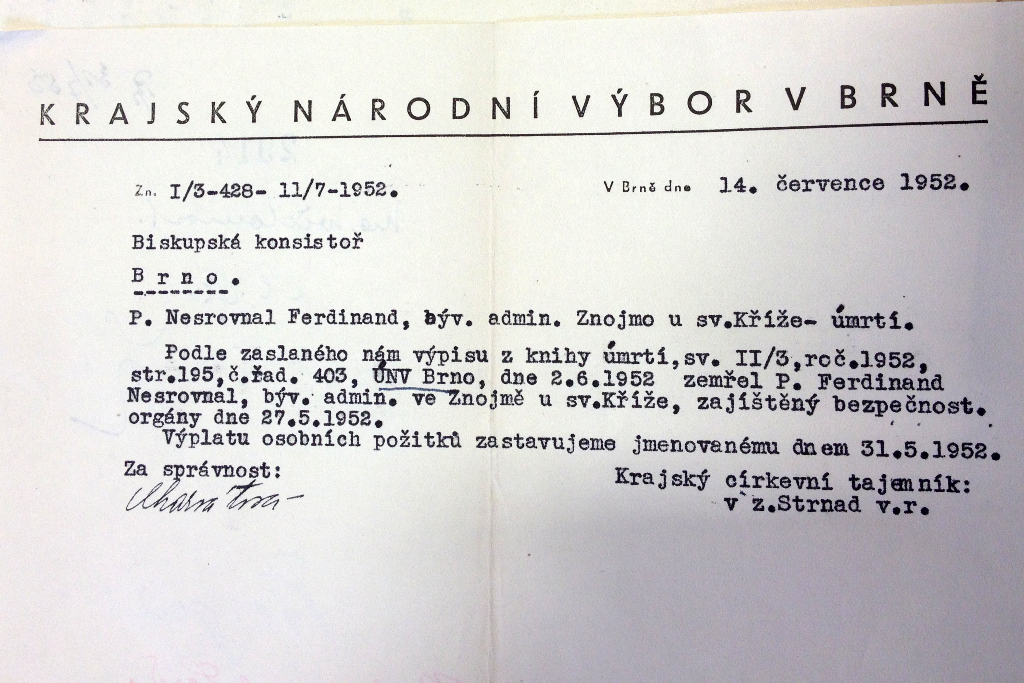 KRAJSKÝ NÁRODNÍ VÝBOR V BRNĚ
Zn. I/3-428- 11/7-1952.
V Brně dne 14. července 1952.
Biskupská konsistoř
Brno.
P. Nesrovnal Ferdinand, býv. admin. Znojmo u sv.Kříže- úmrtí.
Podle zaslaného nám výpisu z knihy úmrtí,sv. II/3,roč.1952,
str.195,č.řad. 403, ÚNV Brno, dne 2.6.1952 zemřel P. Ferdinand
Nesrovnal, býv. admin. ve Znojmě u sv.Kříže, zajištěný bezpečnost.
orgány dne 27.5.1952.
Výplatu osobních požitků zastavujeme jmenovanému dnem 31.5.1952.
Za správnost:
Krajský církevní tajemník:
v z.Strnad v.r.